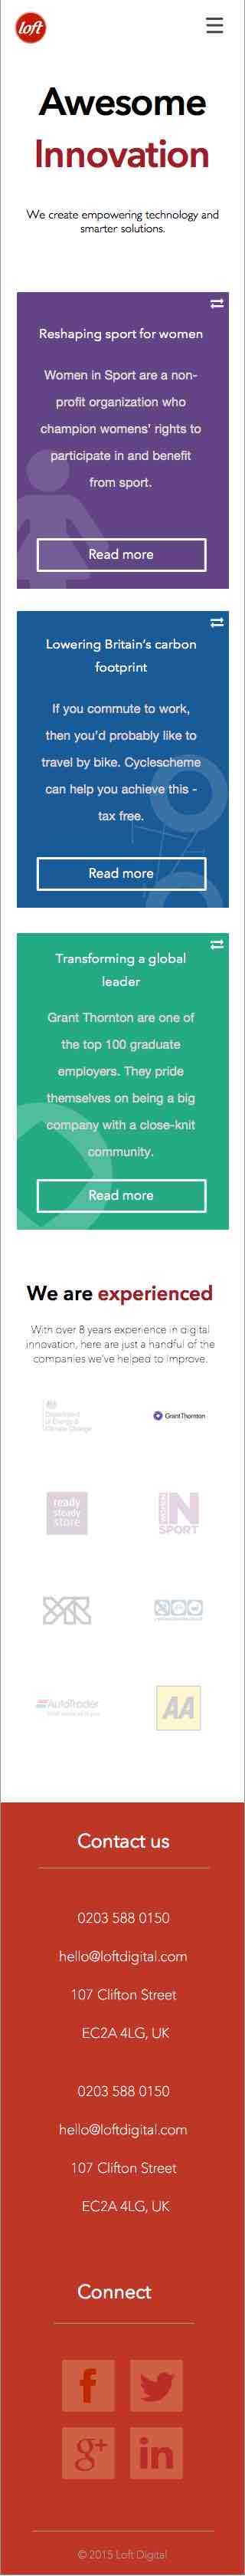 loft
Awesome
Innovation
We create empowering technology and
smarter solutions.
Reshaping sport for women
Women in Sport are a non-
profit organization who
champion womens' rights to
participate in and benefit
from sport.
Read more
Lowering Britain's carbon
footprint
If you commute to work,
then you'd probably like to
travel by bike. Cyclescheme
can help you achieve this -
tax free.
Read more
Transforming a global
leader
Grant Thornton are one of
the top 100 graduate
employers. They pride
themselves on being a big
company with a close-knit
community.
Read more
We are experienced
With over 8 years experience in digital
innovation, here are just a handful of the
companies we've helped to improve.
Department
of Energy &
Climate Change
Grant Thornton
ready
steady
store
WOMEN
IN
SPORT
AutoTrader
AA
Contact us
0203 588 0150
hello@loftdigital.com
107 Clifton Street
EC2A 4LG, UK
0203 588 0150
hello@loftdigital.com
107 Clifton Street
EC2A 4LG, UK
Connect
f
g+
in
© 2015 Loft Digital